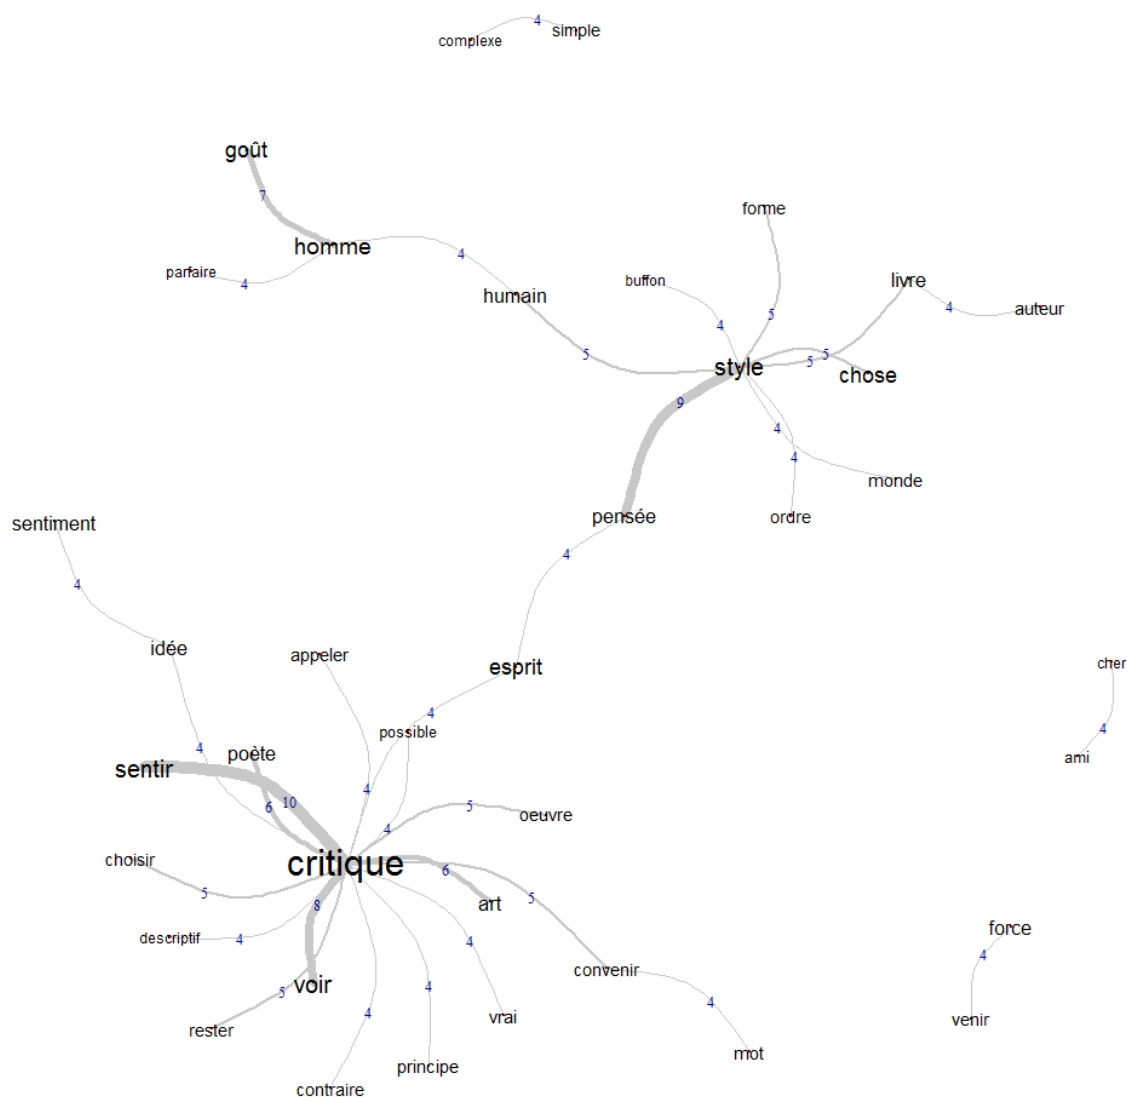 4
simple
complexe
goût
7
forme
homme
4
parfaire
4
buffon
livre
humain
4
auteur
4
5
5
5
5
style
chose
9
4
4
monde
pensée
ordre
sentiment
4
4
idée
appeler
esprit
cher
4
possible
4
4
poète
ami
sentir
4
10
6
5
oeuvre
4
choisir
critique
6
5
5
art
8
force
descriptif
4
4
4
convenir
voir
4
5
4
4
vrai
rester
venir
mot
principe
contraire